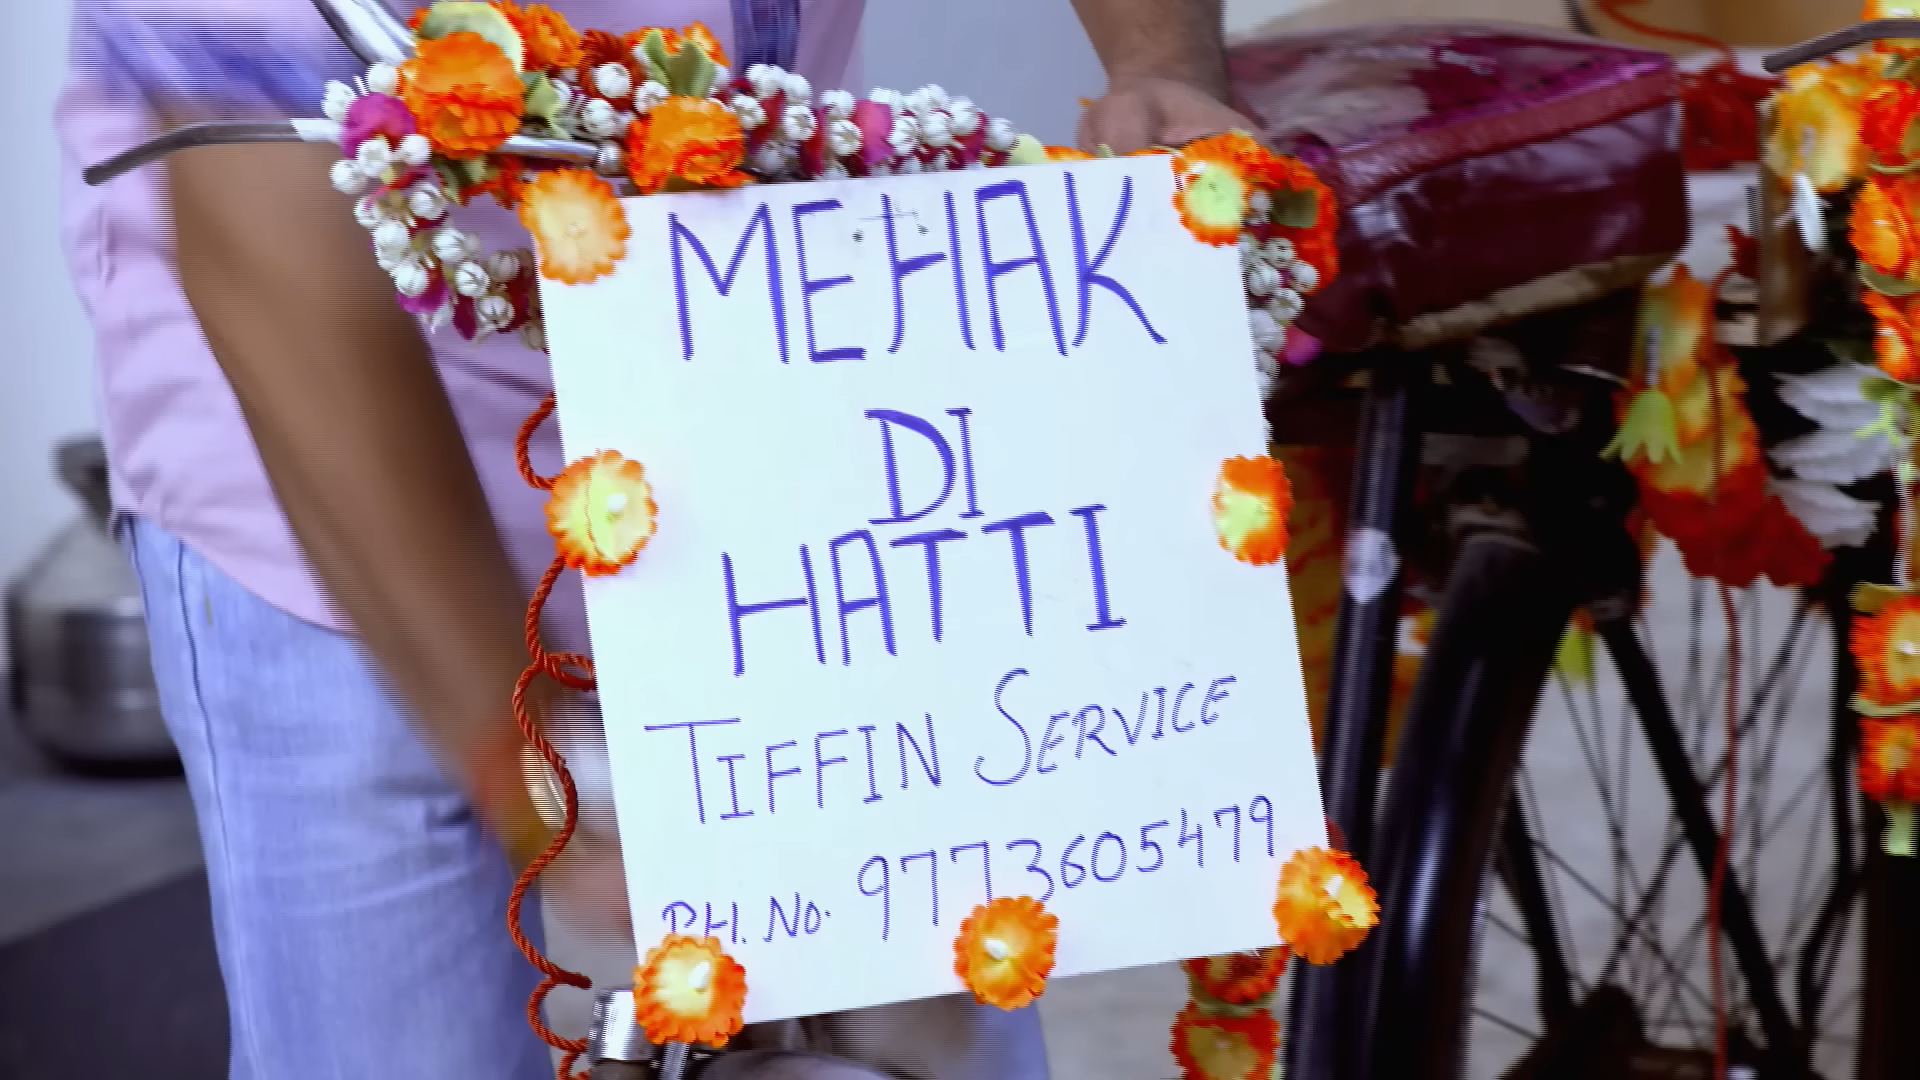 MEHAK
DI
HATTI
TIFFIN SERVICE
PH. NO. 9773605479